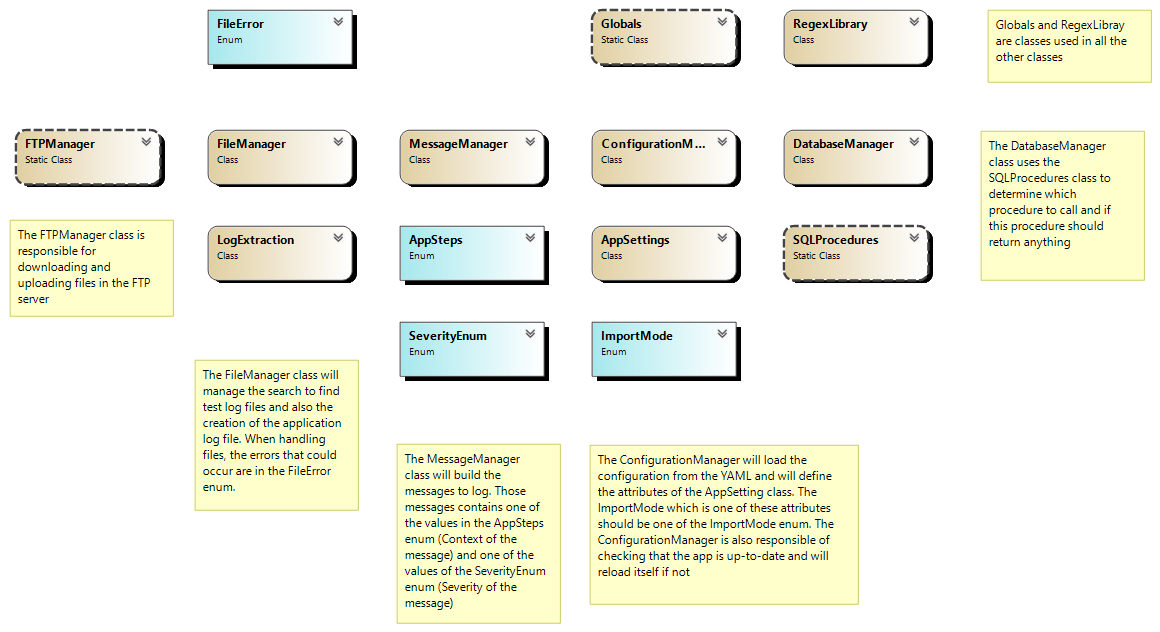 FileError
Enum
Globals
Static Class
RegexLibrary
Class
Globals and RegexLibray
are classes used in all the
other classes
FTPManager
Static Class
FileManager
Class
MessageManager
Class
ConfigurationM...
Class
DatabaseManager
Class
The DatabaseManager
class uses the
SQLProcedures class to
determine which
procedure to call and if
this procedure should
return anything
The FTPManager class is
responsible for
downloading and
uploading files in the FTP
server
LogExtraction
Class
AppSteps
Enum
AppSettings
Class
SQLProcedures
Static Class
SeverityEnum
Enum
ImportMode
Enum
The FileManager class will
manage the search to find
test log files and also the
creation of the application
log file. When handling
files, the errors that could
occur are in the FileError
enum.
The MessageManager
class will build the
messages to log. Those
messages contains one of
the values in the AppSteps
enum (Context of the
message) and one of the
values of the SeverityEnum
enum (Severity of the
message)
The ConfigurationManager will load the
configuration from the YAML and will define
the attributes of the AppSetting class. The
ImportMode which is one of these attributes
should be one of the ImportMode enum. The
ConfigurationManager is also responsible of
checking that the app is up-to-date and will
reload itself if not